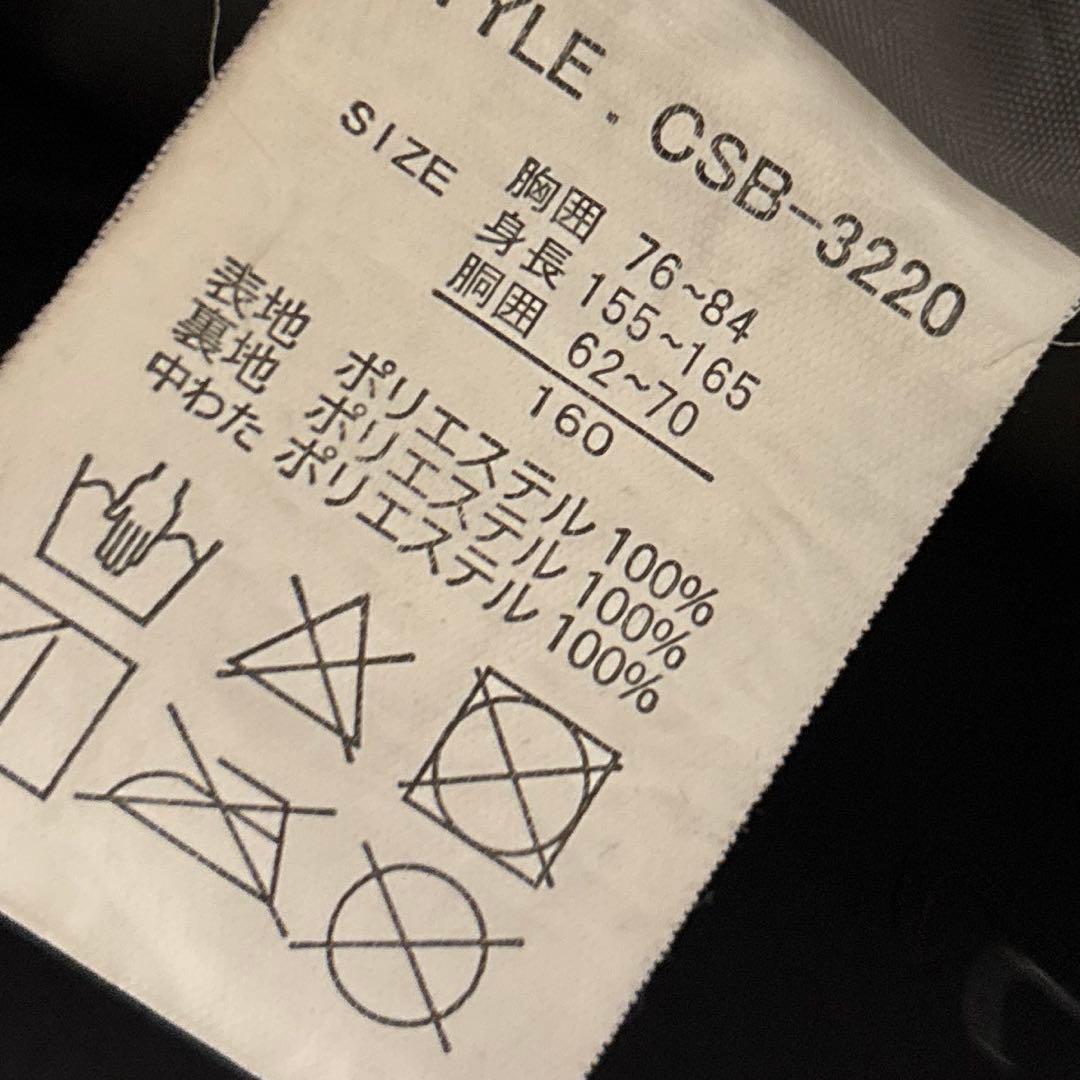 STYLE. CSB-3220
SIZE 胸囲 76~84
身長 155~165
胴囲 62~70
160
表地 ポリエステル 100%
裏地 ポリエステル 100%
中わた ポリエステル 100%